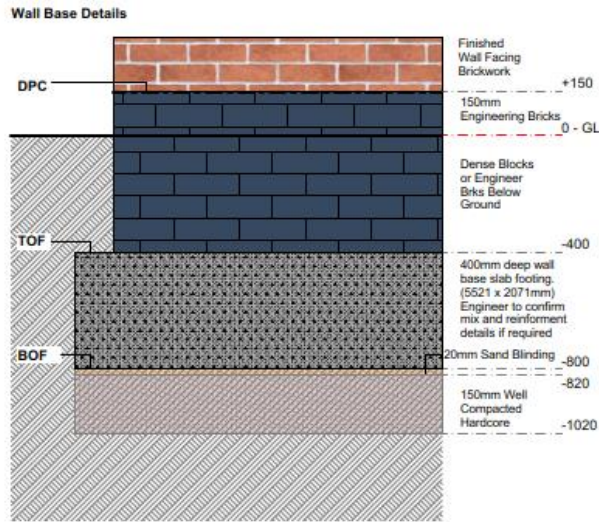 Wall Base Details
Finished
Wall Facing
Brickwork
+150
DPC
150mm
Engineering Bricks
0 - GL
Dense Blocks
or Engineer
Brks Below
Ground
TOF
-400
400mm deep wall
base slab footing.
(5521 x 2071mm)
Engineer to confirm
mix and reinforment
details if required
BOF
20mm Sand Blinding
-800
-820
150mm Well
Compacted
Hardcore
-1020